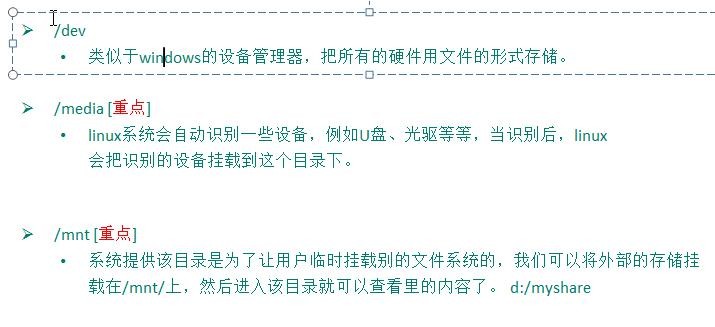 /dev
类似于windows的设备管理器，把所有的硬件用文件的形式存储。
/media [重点]
linux系统会自动识别一些设备，例如U盘、光驱等等，当识别后，linux
会把识别的设备挂载到这个目录下。
/mnt [重点]
系统提供该目录是为了让用户临时挂载别的文件系统的，我们可以将外部的存储挂
载在/mnt/上，然后进入该目录就可以查看里的内容了。 d:/myshare